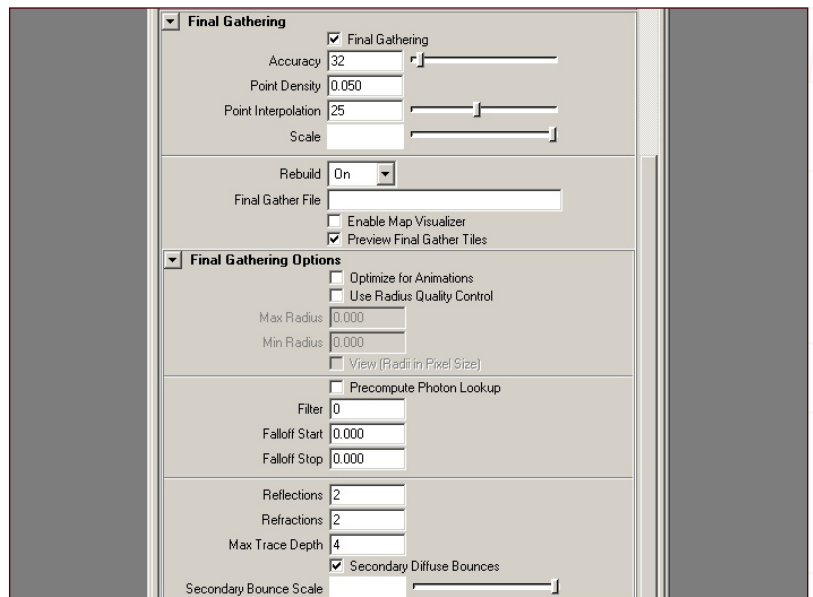 Final Gathering
Final Gathering
Accuracy 32
Point Density 0.050
Point Interpolation 25
Scale
Rebuild On
Final Gather File
Enable Map Visualizer
Preview Final Gather Tiles
Final Gathering Options
Optimize for Animations
Use Radius Quality Control
Max Radius 0.000
Min Radius 0.000
View (Radii in Pixel Size)
Precompute Photon Lookup
Filter 0
Falloff Start 0.000
Falloff Stop 0.000
Reflections 2
Refractions 2
Max Trace Depth 4
Secondary Diffuse Bounces
Secondary Bounce Scale